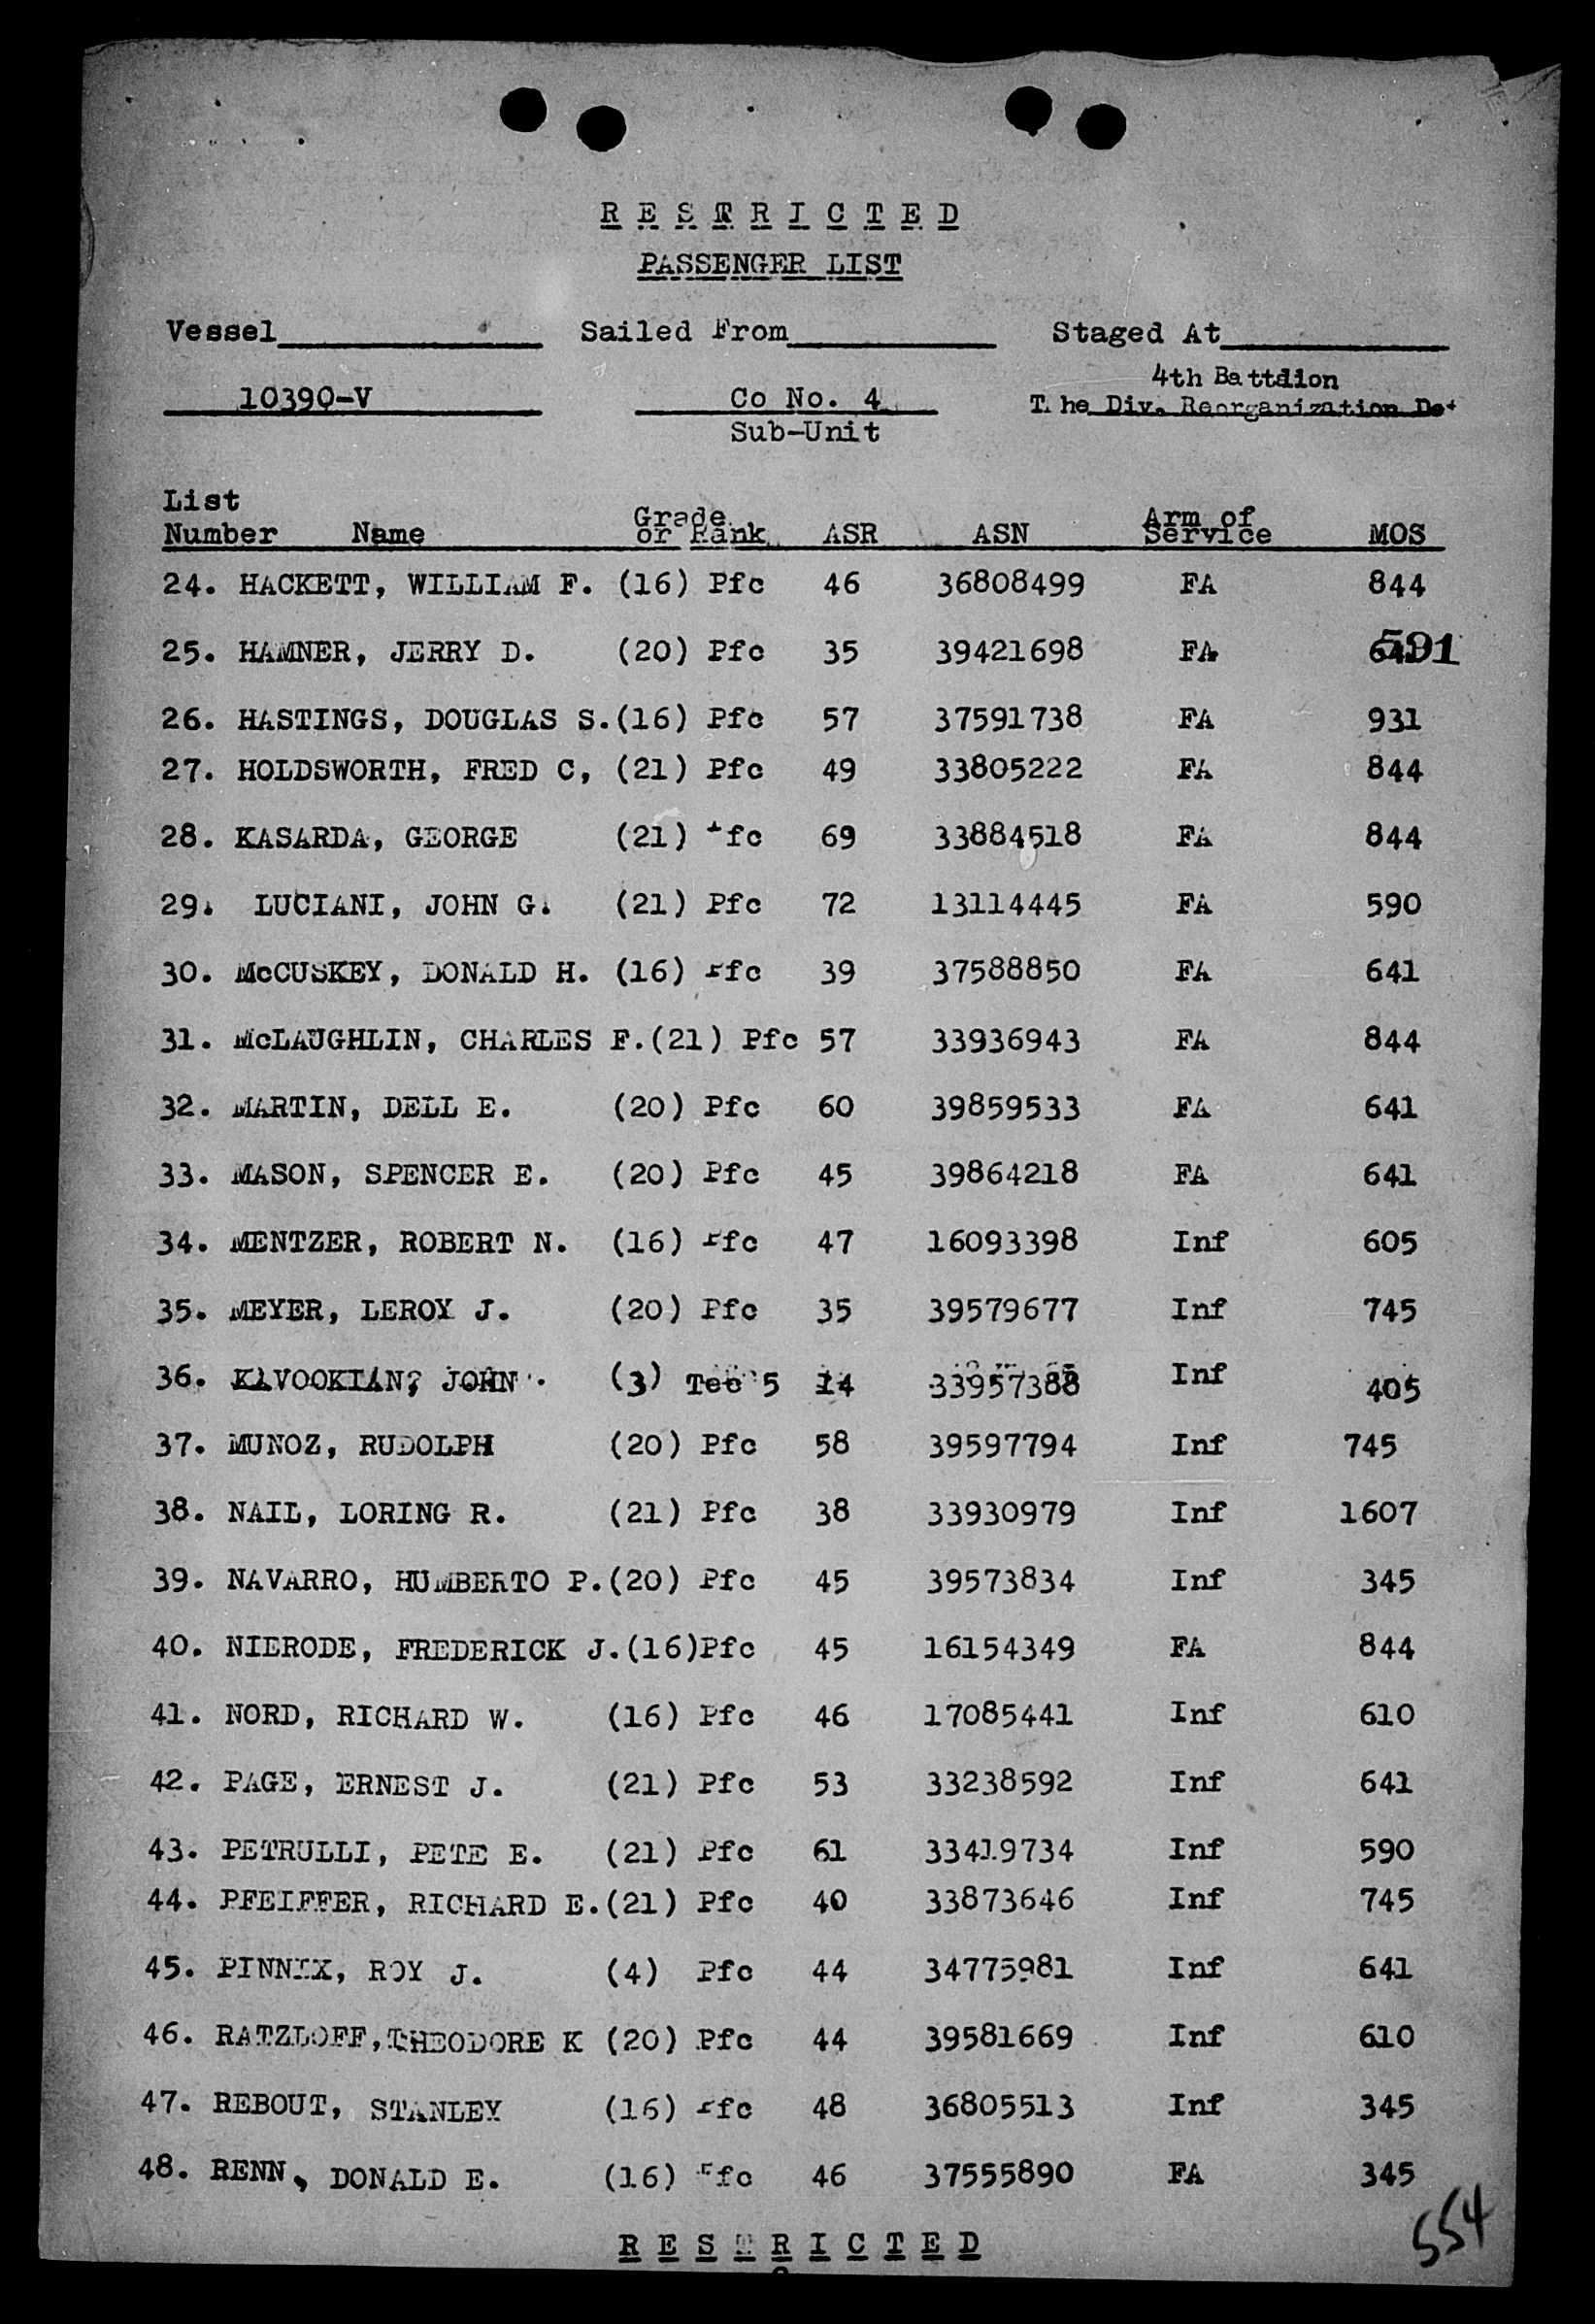 RESTRICTED
PASSENGER LIST
Vessel Sailed From Staged At
4th Battalion
10390-V Co No. 4 T. he Div. Reorganization Det
Sub-Unit
List
Number Name Grade or Rank ASR ASN Arm of Service MOS
24. HACKETT, WILLIAM F. (16) Pfc 46 36808499 FA 844
25. HAMNER, JERRY D. (20) Pfc 35 39421698 FA 591
26. HASTINGS, DOUGLAS S. (16) Pfc 57 37591738 FA 931
27. HOLDSWORTH, FRED C, (21) Pfc 49 33805222 FA 844
28. KASARDA, GEORGE (21) Pfc 69 33884518 FA 844
29. LUCIANI, JOHN G. (21) Pfc 72 13114445 FA 590
30. McCUSKEY, DONALD H. (16) Pfc 39 37588850 FA 641
31. McLAUGHLIN, CHARLES F. (21) Pfc 57 33936943 FA 844
32. MARTIN, DELL E. (20) Pfc 60 39859533 FA 641
33. MASON, SPENCER E. (20) Pfc 45 39864218 FA 641
34. MENTZER, ROBERT N. (16) Pfc 47 16093398 Inf 605
35. MEYER, LEROY J. (20) Pfc 35 39579677 Inf 745
36. KAVOOKIAN, JOHN (3) Tec 5 14 33957388 Inf 405
37. MUNOZ, RUDOLPH (20) Pfc 58 39597794 Inf 745
38. NAIL, LORING R. (21) Pfc 38 33930979 Inf 1607
39. NAVARRO, HUMBERTO P. (20) Pfc 45 39573834 Inf 345
40. NIERODE, FREDERICK J. (16) Pfc 45 16154349 FA 844
41. NORD, RICHARD W. (16) Pfc 46 17085441 Inf 610
42. PAGE, ERNEST J. (21) Pfc 53 33238592 Inf 641
43. PETRULLI, PETE E. (21) Pfc 61 33419734 Inf 590
44. PFEIFFER, RICHARD E. (21) Pfc 40 33873646 Inf 745
45. PINNIX, ROY J. (4) Pfc 44 34775981 Inf 641
46. RATZLOFF, THEODORE K (20) Pfc 44 39581669 Inf 610
47. REBOUT, STANLEY (16) Pfc 48 36805513 Inf 345
48. RENN, DONALD E. (16) Pfc 46 37555890 FA 345
554
RESTRICTED